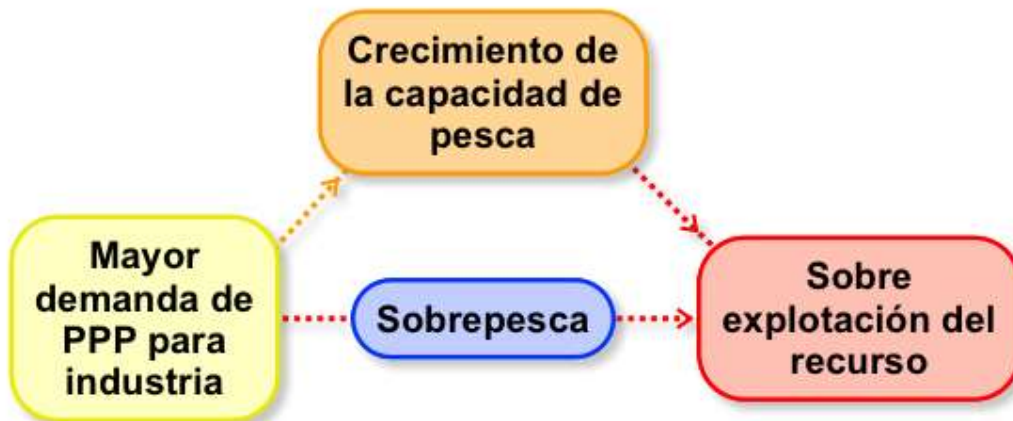 Crecimiento de
la capacidad de
pesca
Mayor
demanda de
PPP para
industria
Sobrepesca
Sobre
explotación del
recurso